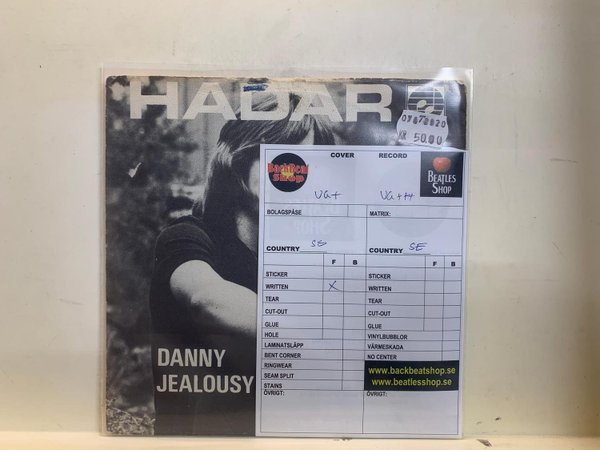 HADAR
KR 50.00
COVER
RECORD
BackBeat
SHOP
BEATLES
SHOP
VG+
VG+++
BOLAGSPÅSE
MATRIX:
COUNTRY SE
COUNTRY SE
F B
F B
STICKER
STICKER
WRITTEN X
WRITTEN
TEAR
TEAR
CUT-OUT
CUT-OUT
GLUE
GLUE
HOLE
VINYLBUBBLOR
LAMINATSLÄPP
VÄRMESKADA
BENT CORNER
NO CENTER
RINGWEAR
www.backbeatshop.se
SEAM SPLIT
www.beatlesshop.se
STAINS
ÖVRIGT:
ÖVRIGT:
DANNY
JEALOUSY